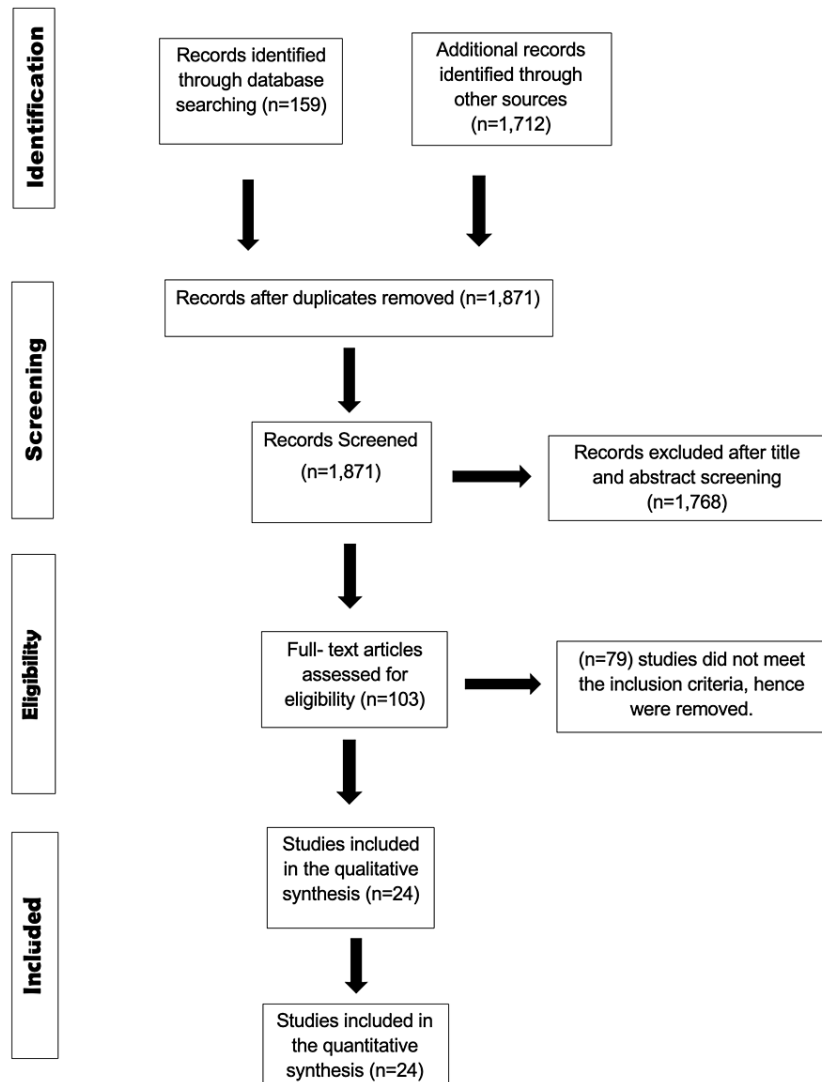 Identification
Records identified
through database
searching (n=159)
Additional records
identified through
other sources
(n=1,712)
Screening
Records after duplicates removed (n=1,871)
Records Screened
(n=1,871)
Records excluded after title
and abstract screening
(n=1,768)
Eligibility
Full- text articles
assessed for
eligibility (n=103)
(n=79) studies did not meet
the inclusion criteria, hence
were removed.
Inclüded
Studies included
in the qualitative
synthesis (n=24)
Studies included in
the quantitative
synthesis (n=24)